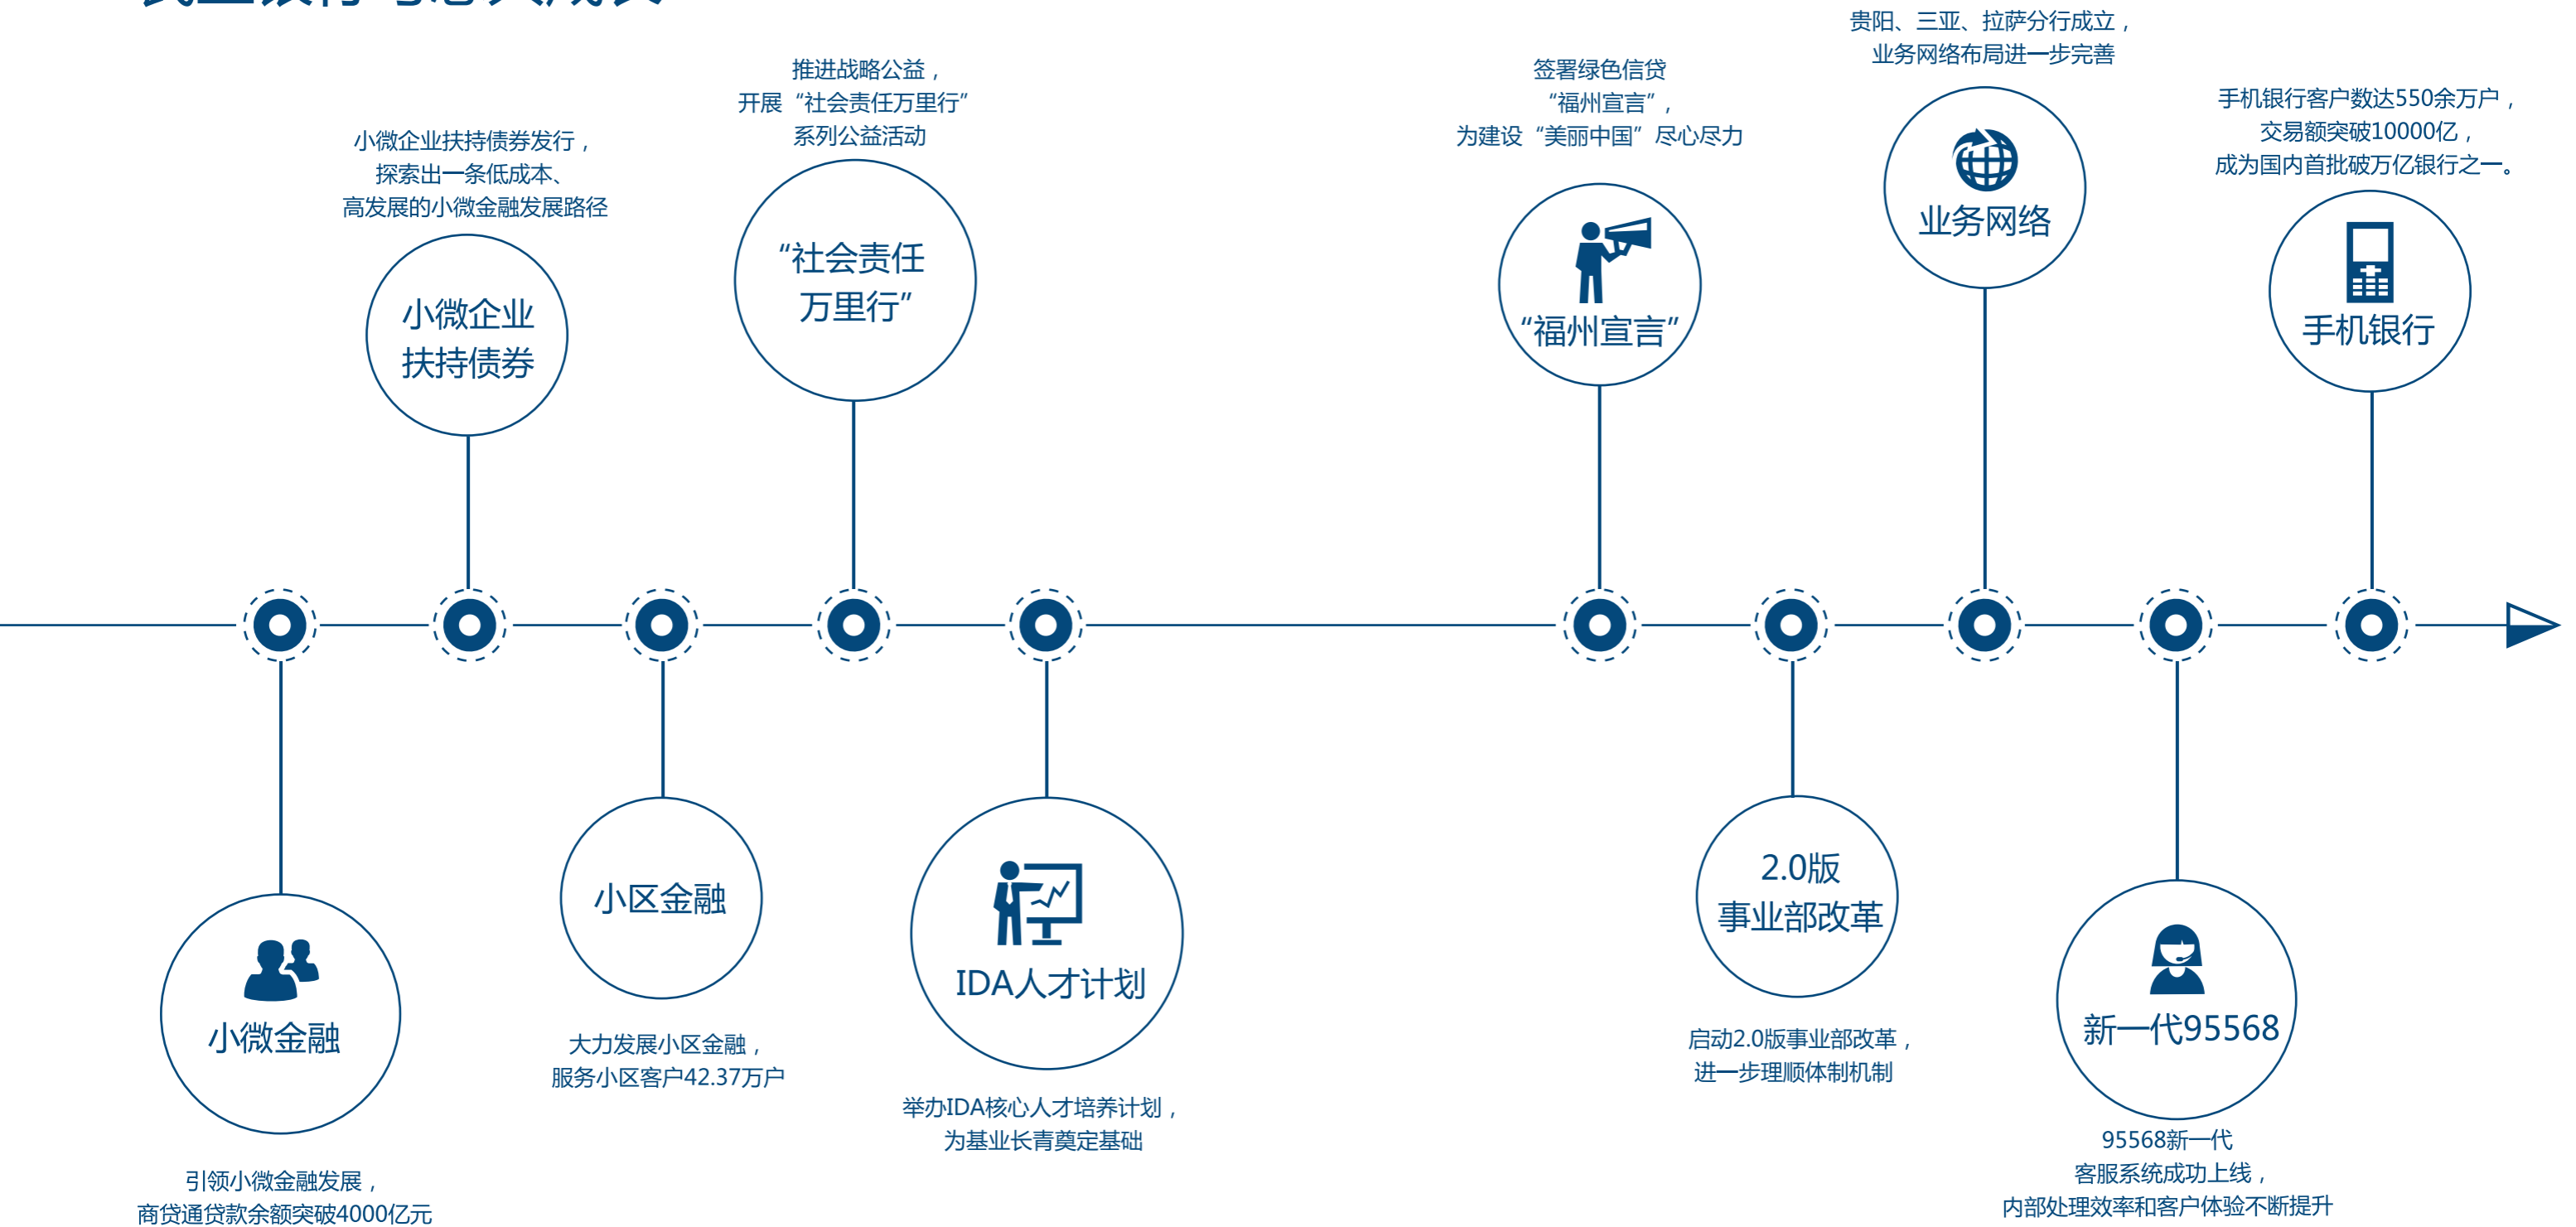 小微金融
引领小微金融发展，
商贷通贷款余额突破4000亿元
小微企业扶持债券发行，
探索出一条低成本、
高发展的小微金融发展路径
小微企业
扶持债券
小区金融
大力发展小区金融，
服务小区客户42.37万户
推进战略公益，
开展“社会责任万里行”
系列公益活动
“社会责任
万里行”
IDA人才计划
举办IDA核心人才培养计划，
为基业长青奠定基础
签署绿色信贷
“福州宣言”，
为建设“美丽中国”尽心尽力
“福州宣言”
2.0版
事业部改革
启动2.0版事业部改革，
进一步理顺体制机制
贵阳、三亚、拉萨分行成立，
业务网络布局进一步完善
业务网络
新一代95568
95568新一代
客服系统成功上线，
内部处理效率和客户体验不断提升
手机银行客户数达550余万户，
交易额突破10000亿，
成为国内首批破万亿银行之一。
手机银行